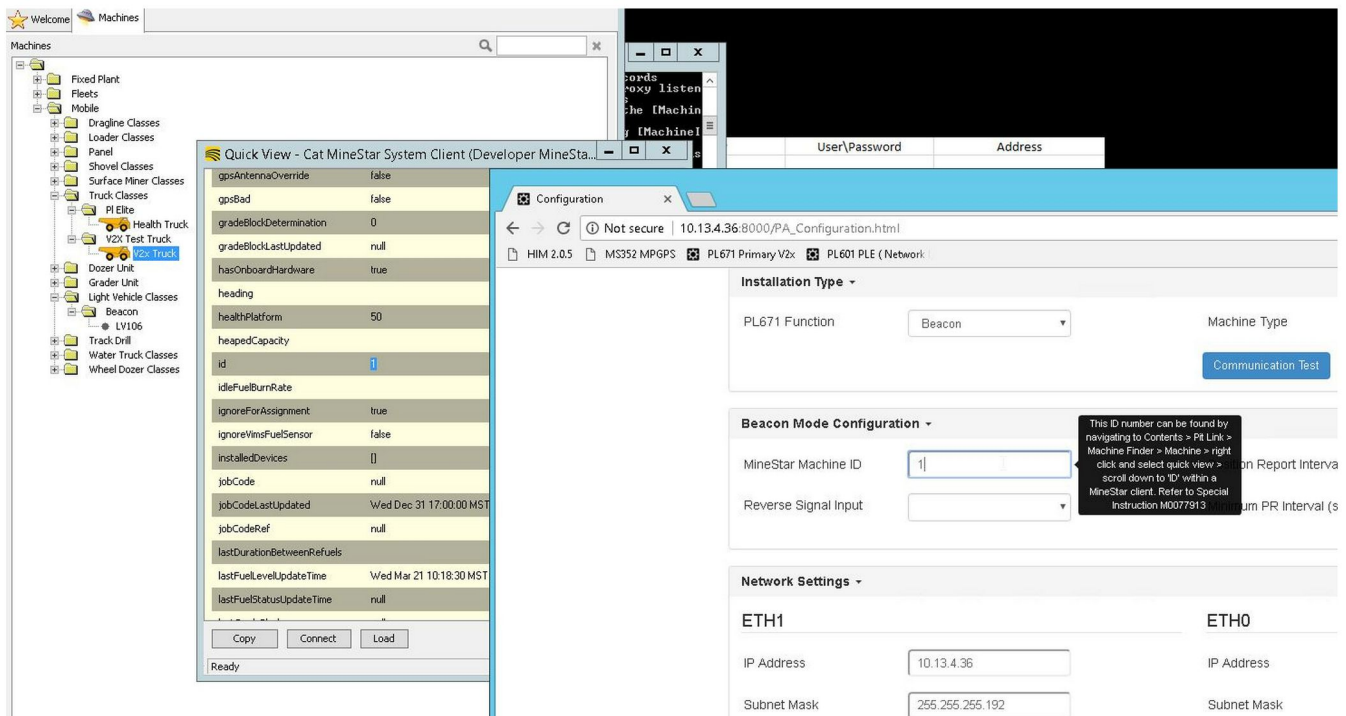 Welcome
Machines
Machines
Fixed Plant
Fleets
Mobile
Dragline Classes
Loader Classes
Panel
Shovel Classes
Surface Miner Classes
Truck Classes
Pl Elite
Health Truck
V2X Test Truck
V2x Truck
Dozer Unit
Grader Unit
Light Vehicle Classes
Beacon
LV106
Track Drill
Water Truck Classes
Wheel Dozer Classes
cords
roxy listen
s
che [Machin
g [MachineI
User\Password Address
Quick View - Cat MineStar System Client (Developer MineSta...
gpsAntennaOverride false
gpsBad false
gradeBlockDetermination 0
gradeBlockLastUpdated null
hasOnboardHardware true
heading
healthPlatform 50
heapedCapacity
id 1
idleFuelBurnRate
ignoreForAssignment true
ignoreVimsFuelSensor false
installedDevices []
jobCode null
jobCodeLastUpdated Wed Dec 31 17:00:00 MST
jobCodeRef null
lastDurationBetweenRefuels
lastFuelLevelUpdateTime Wed Mar 21 10:18:30 MST
lastFuelStatusUpdateTime null
Copy Connect Load
Ready
Configuration
Not secure | 10.13.4.36:8000/PA_Configuration.html
HIM 2.0.5 MS352 MPGPS PL671 Primary V2x PL601 PLE ( Network
Installation Type
PL671 Function Beacon Machine Type
Communication Test
Beacon Mode Configuration
MineStar Machine ID 1
This ID number can be found by
navigating to Contents > Pit Link >
Machine Finder > Machine > right
click and select quick view >
scroll down to 'ID' within a
MineStar client. Refer to Special
Instruction M0077913
tion Report Interva
Reverse Signal Input
um PR Interval (s
Network Settings
ETH1 ETH0
IP Address 10.13.4.36 IP Address
Subnet Mask 255.255.255.192 Subnet Mask